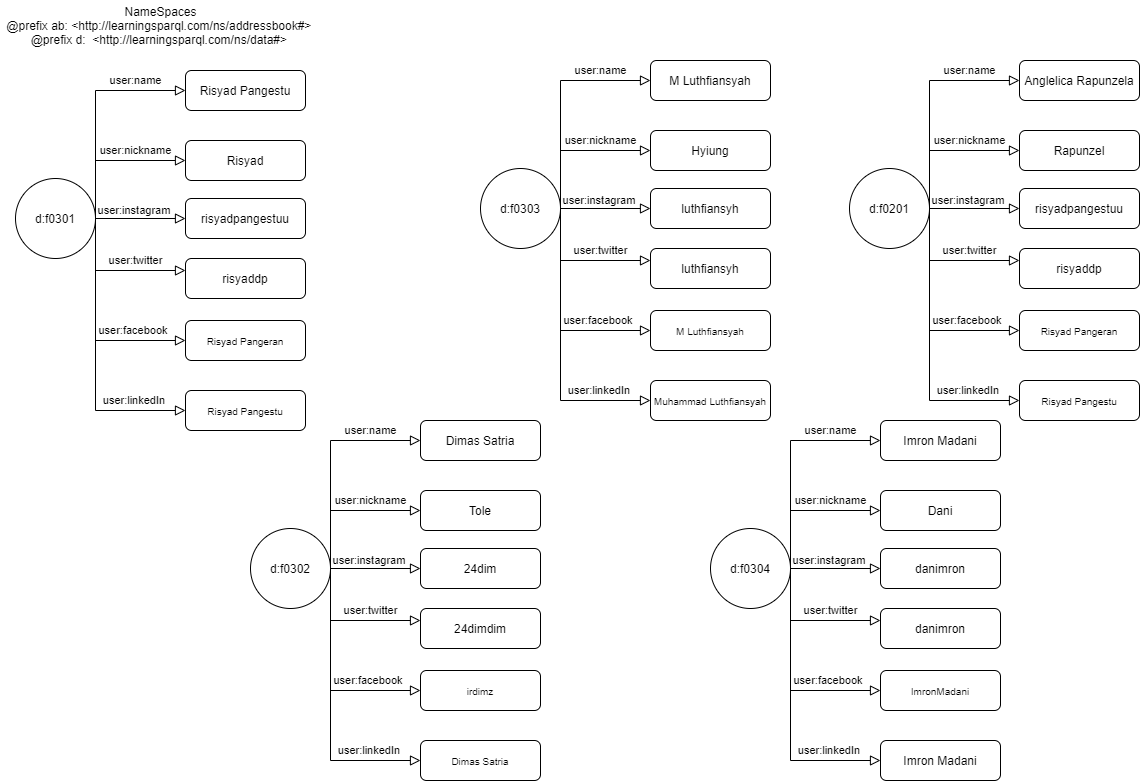 NameSpaces
@prefix ab: <http://learningsparql.com/ns/addressbook#>
@prefix d:  <http://learningsparql.com/ns/data#>
d:f0301
user:name
Risyad Pangestu
user:nickname
Risyad
user:instagram
risyadpangestuu
user:twitter
risyaddp
user:facebook
Risyad Pangeran
user:linkedIn
Risyad Pangestu
d:f0303
user:name
M Luthfiansyah
user:nickname
Hyiung
user:instagram
luthfiansyh
user:twitter
luthfiansyh
user:facebook
M Luthfiansyah
user:linkedIn
Muhammad Luthfiansyah
d:f0201
user:name
Anglelica Rapunzela
user:nickname
Rapunzel
user:instagram
risyadpangestuu
user:twitter
risyaddp
user:facebook
Risyad Pangeran
user:linkedIn
Risyad Pangestu
d:f0302
user:name
Dimas Satria
user:nickname
Tole
user:instagram
24dim
user:twitter
24dimdim
user:facebook
irdimz
user:linkedIn
Dimas Satria
d:f0304
user:name
Imron Madani
user:nickname
Dani
user:instagram
danimron
user:twitter
danimron
user:facebook
ImronMadani
user:linkedIn
Imron Madani